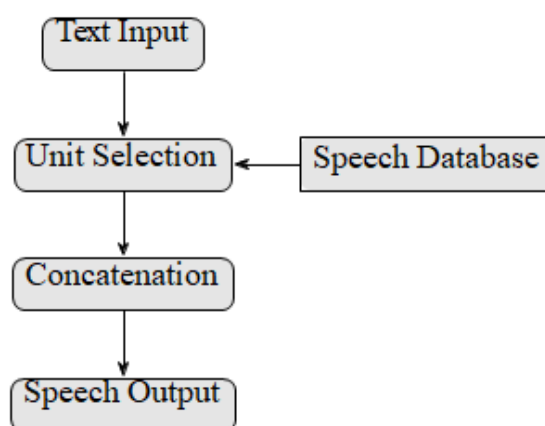 Text Input
Unit Selection
Speech Database
Concatenation
Speech Output